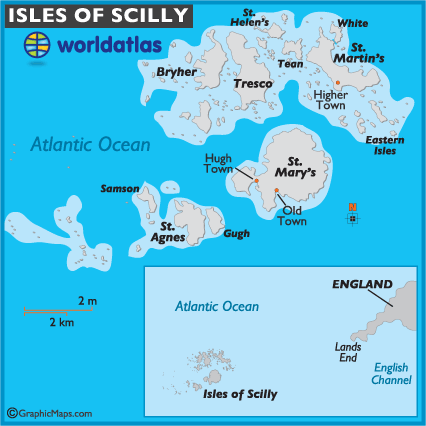 ISLES OF SCILLY
worldatlas
St.
Helen's
White
St.
Martin's
Bryher
Tean
Tresco
Higher
Town
Eastern
Isles
Atlantic Ocean
Hugh
Town
St.
Mary's
Samson
Old
Town
St.
Agnes
Gugh
2 m
2 km
ENGLAND
Atlantic Ocean
Lands
End
English
Channel
Isles of Scilly
©GraphicMaps.com